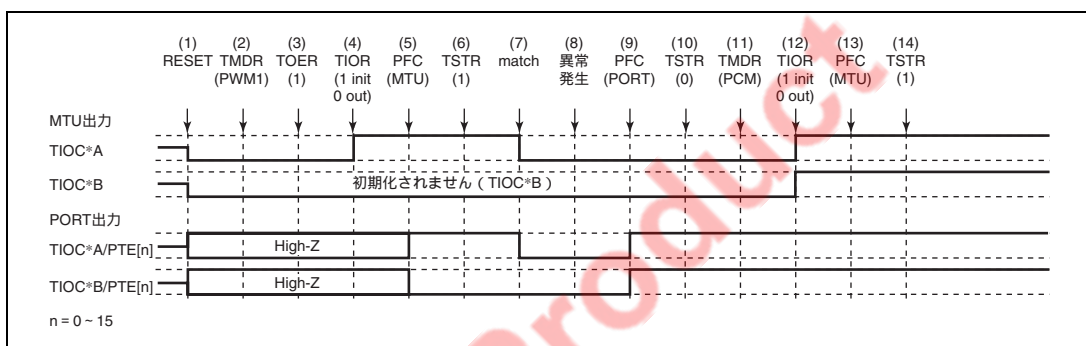 (1) (2) (3) (4) (5) (6) (7) (8) (9) (10) (11) (12) (13) (14)
RESET TMDR TOER TIOR PFC TSTR match 異常 PFC TSTR TMDR TIOR PFC TSTR
(PWM1) (1) (1 init (MTU) (1) 発生 (PORT) (0) (PCM) (1 init (MTU) (1)
0 out) 0 out)
MTU出力
TIOC*A
TIOC*B 初期化されません ( TIOC*B )
PORT出力
TIOC*A/PTE[n] High-Z
TIOC*B/PTE[n] High-Z
n = 0 ~ 15